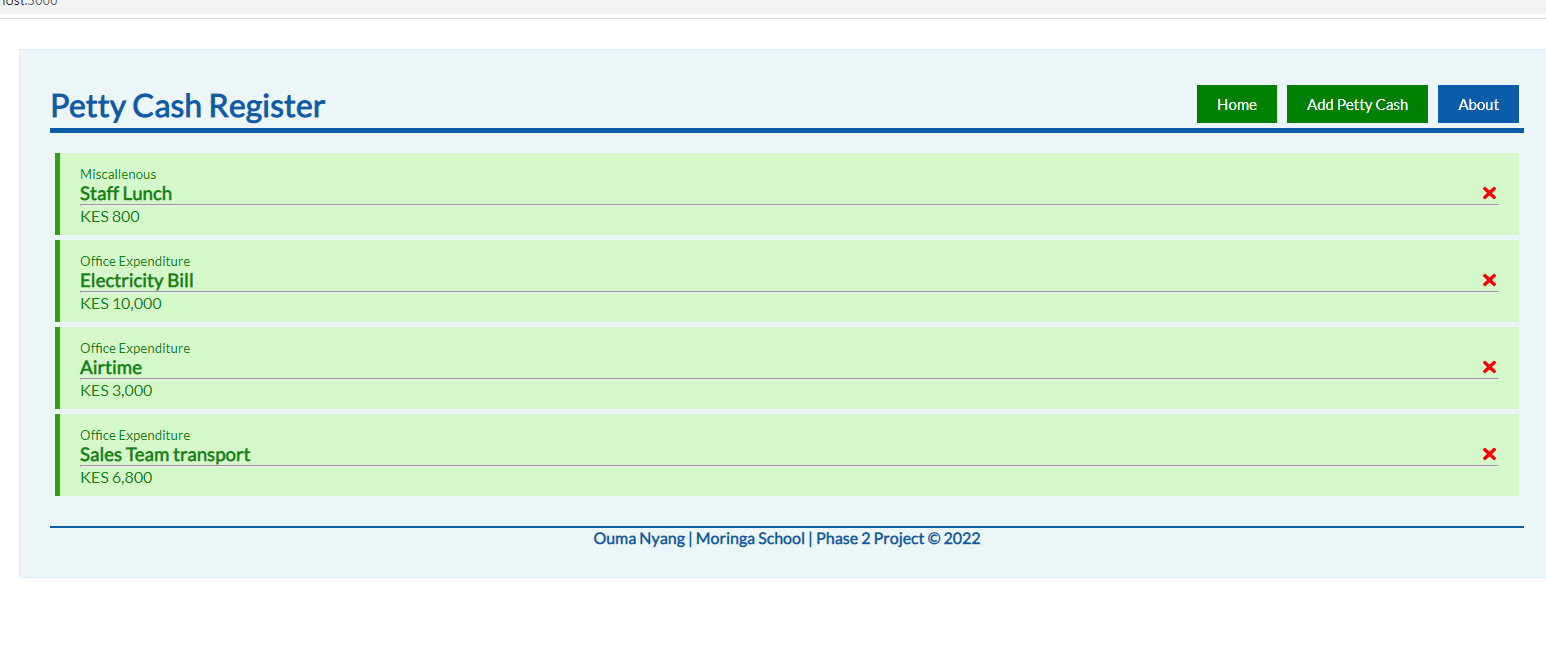 Petty Cash Register
Home Add Petty Cash About
Miscallenous
Staff Lunch
KES 800
Office Expenditure
Electricity Bill
KES 10,000
Office Expenditure
Airtime
KES 3,000
Office Expenditure
Sales Team transport
KES 6,800
Ouma Nyang | Moringa School | Phase 2 Project © 2022